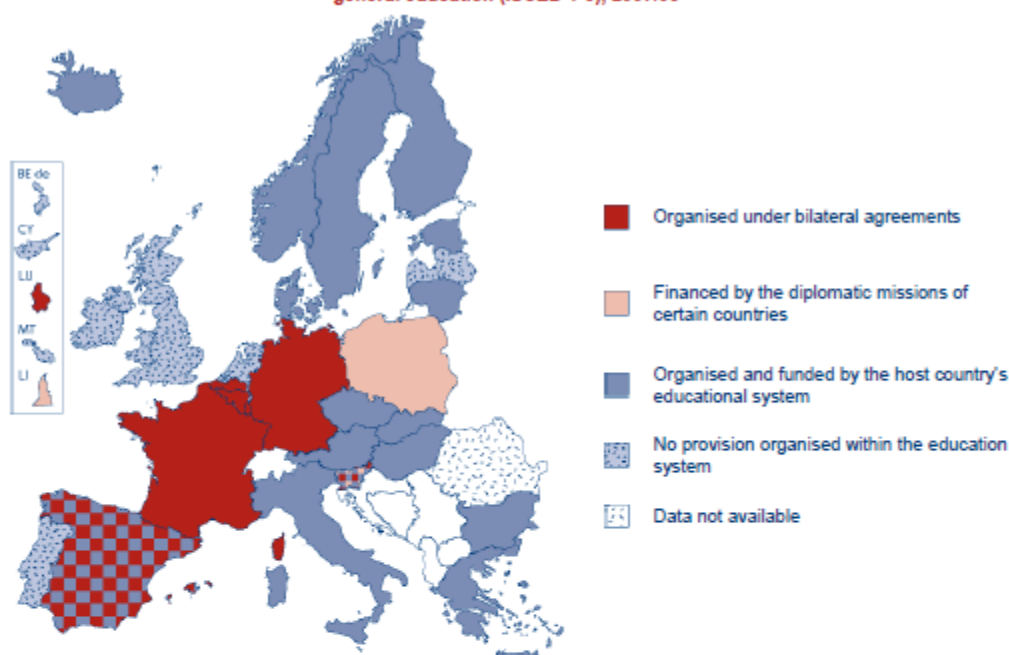 BE de
CY
LU
MT
LI
Organised under bilateral agreements
Financed by the diplomatic missions of
certain countries
Organised and funded by the host country's
educational system
No provision organised within the education
system
Data not available